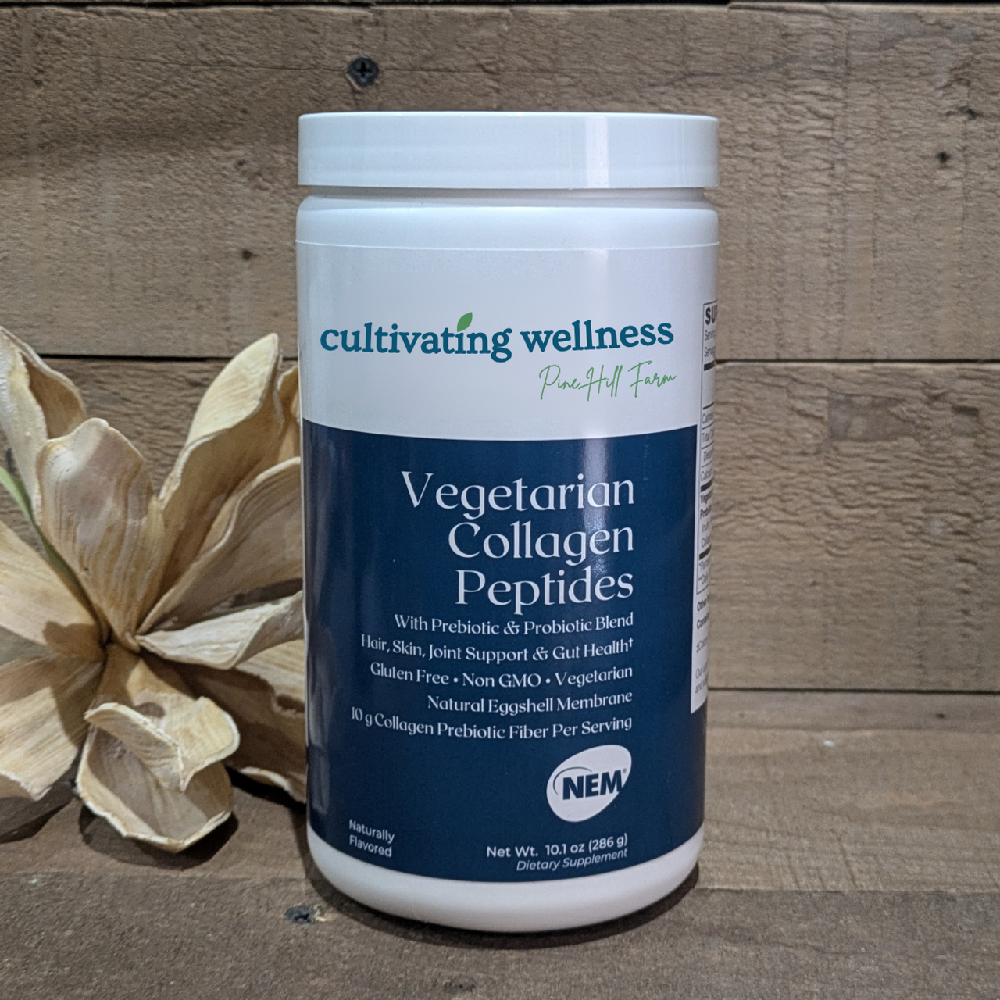 cultivating wellness
Pine Hill Farm
Vegetarian
Collagen
Peptides
With Prebiotic & Probiotic Blend
Hair, Skin, Joint Support & Gut Health†
Gluten Free • Non GMO • Vegetarian
Natural Eggshell Membrane
10 g Collagen Prebiotic Fiber Per Serving
NEM®
Naturally
Flavored
Net Wt. 10.1 oz (286 g)
Dietary Supplement